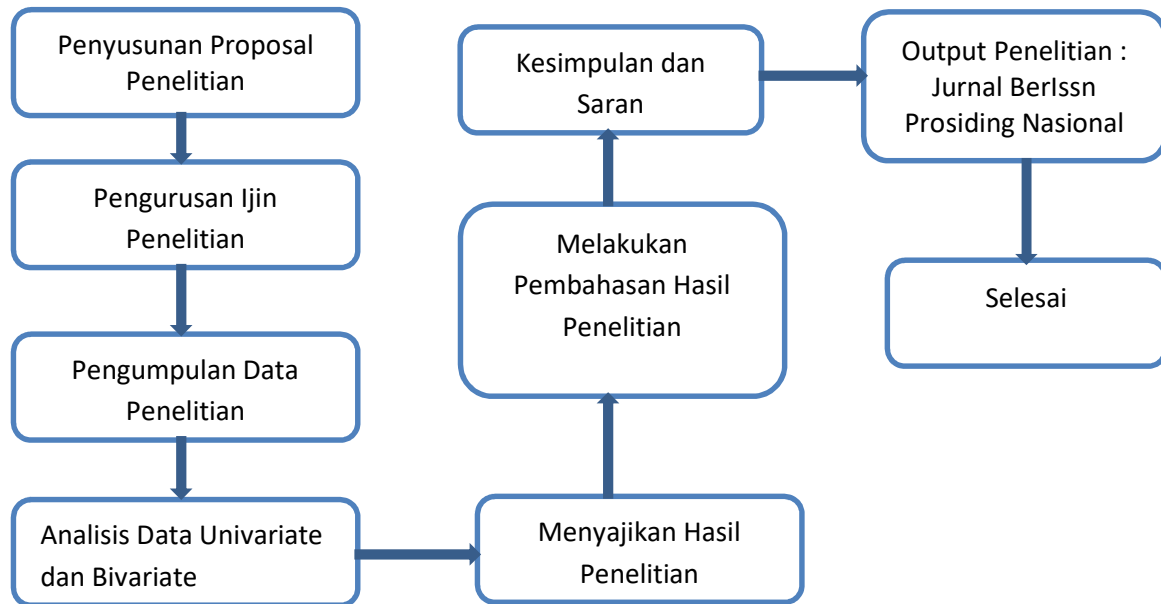 Penyusunan Proposal
Penelitian
Pengurusan Ijin
Penelitian
Pengumpulan Data
Penelitian
Analisis Data Univariate
dan Bivariate
Menyajikan Hasil
Penelitian
Melakukan
Pembahasan Hasil
Penelitian
Kesimpulan dan
Saran
Output Penelitian :
Jurnal BerIssn
Prosiding Nasional
Selesai